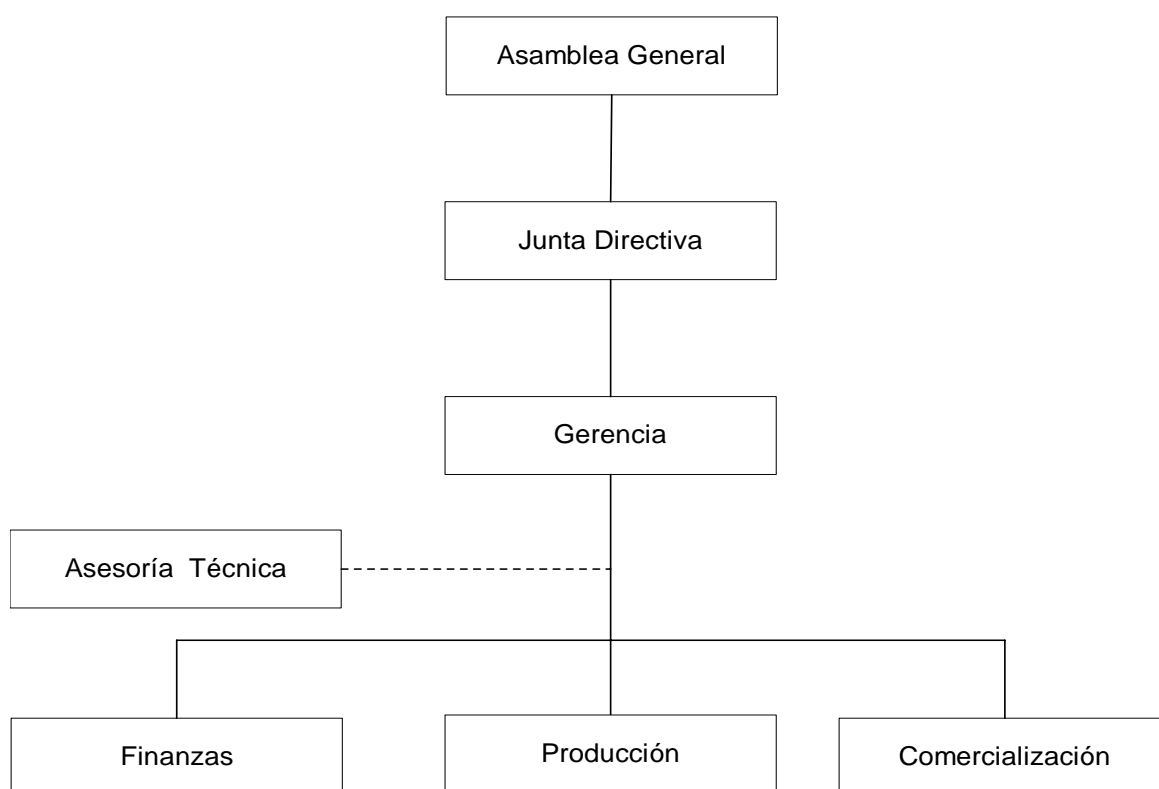 Asamblea General
Junta Directiva
Gerencia
Asesoría  Técnica
Finanzas
Producción
Comercialización